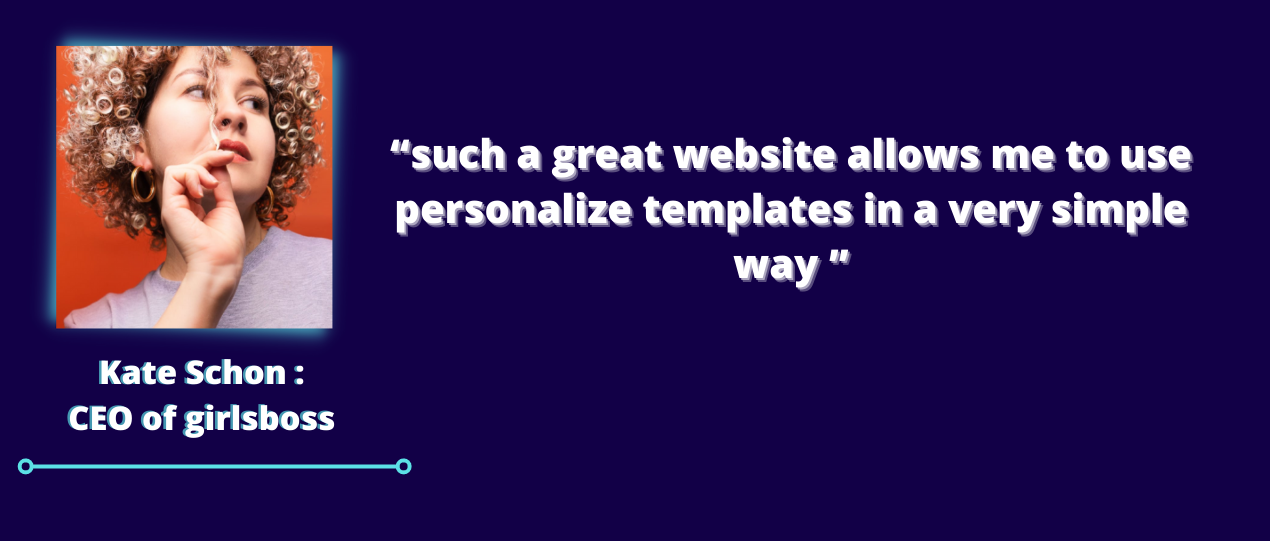 “such a great website allows me to use
personalize templates in a very simple
way ”
Kate Schon :
CEO of girlsboss